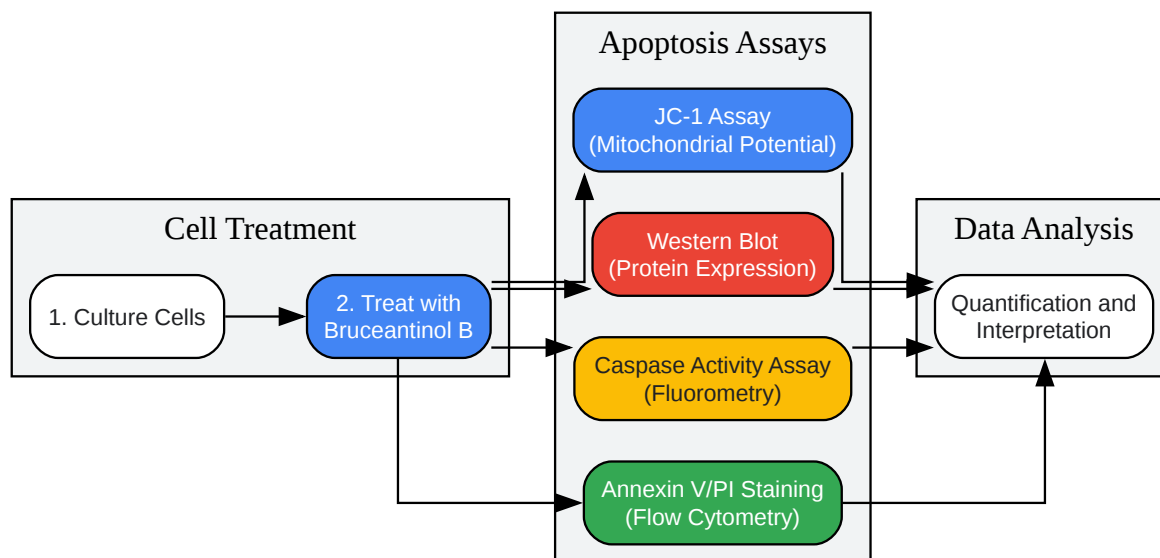 Apoptosis Assays
JC-1 Assay
(Mitochondrial Potential)
Cell Treatment
Western Blot
(Protein Expression)
Data Analysis
1. Culture Cells
2. Treat with
Bruceantinol B
Quantification and
Interpretation
Caspase Activity Assay
(Fluorometry)
Annexin V/PI Staining
(Flow Cytometry)